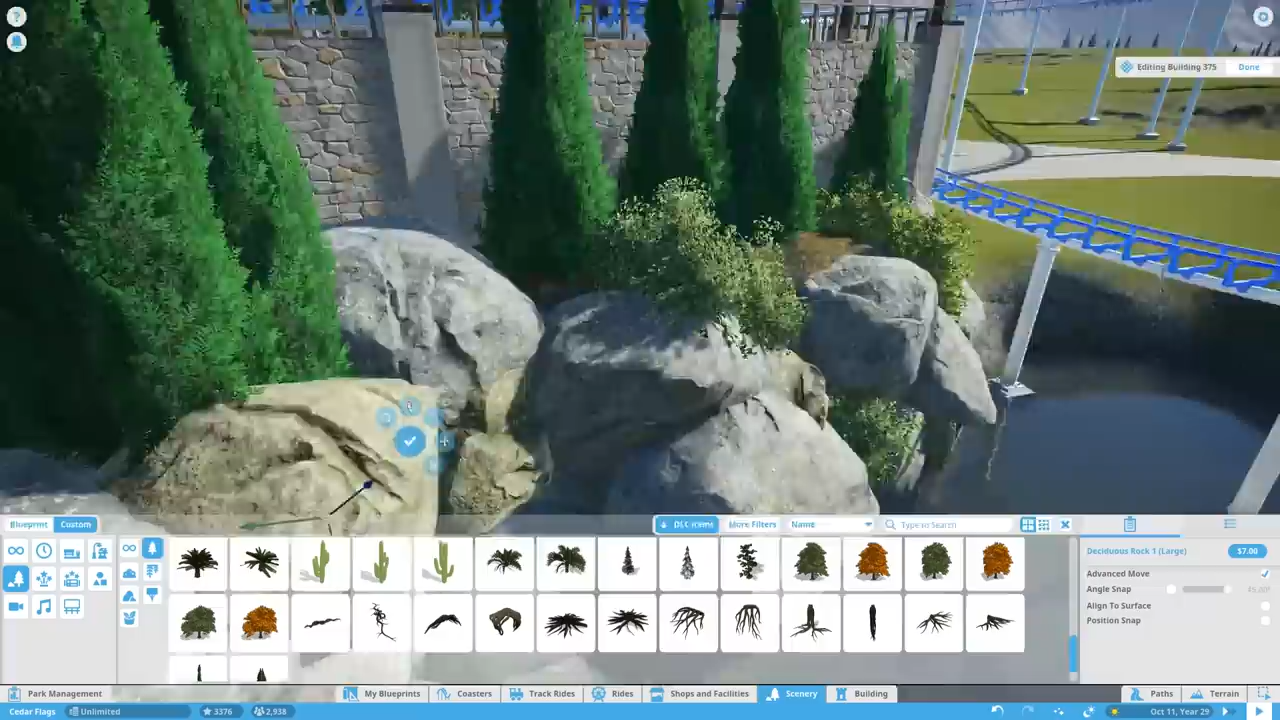 Editing Building 375 Done
Blueprint Custom
DLC Items More Filters Name Type to Search
Deciduous Rock 1 (Large) $7.00
Advanced Move
Angle Snap
Align To Surface
Position Snap
Park Management My Blueprints Coasters Track Rides Rides Shops and Facilities Scenery Building Paths Terrain
Cedar Flags Unlimited 3376 2,938 Oct 11, Year 29